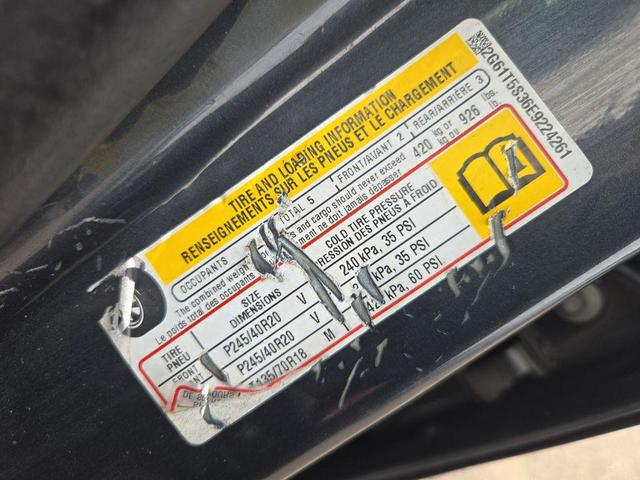 2G61T5S36E9224261
TIRE AND LOADING INFORMATION
RENSEIGNEMENTS SUR LES PNEUS ET LE CHARGEMENT
OCCUPANTS TOTAL 5 FRONT/AVANT 2 REAR/ARRIÈRE 3
The combined weight and cargo should never exceed 420 kg or 926 lbs.
Le poids total des occupants ne doit jamais dépasser kg ou lb.
TIRE SIZE COLD TIRE PRESSURE
PNEU DIMENSIONS PRESSION DES PNEUS À FROID
FRONT P245/40R20 V 240 kPa, 35 PSI
P245/40R20 V kPa, 35 PSI
T135/70R18 M 42 kPa, 60 PSI
DE SECOURS